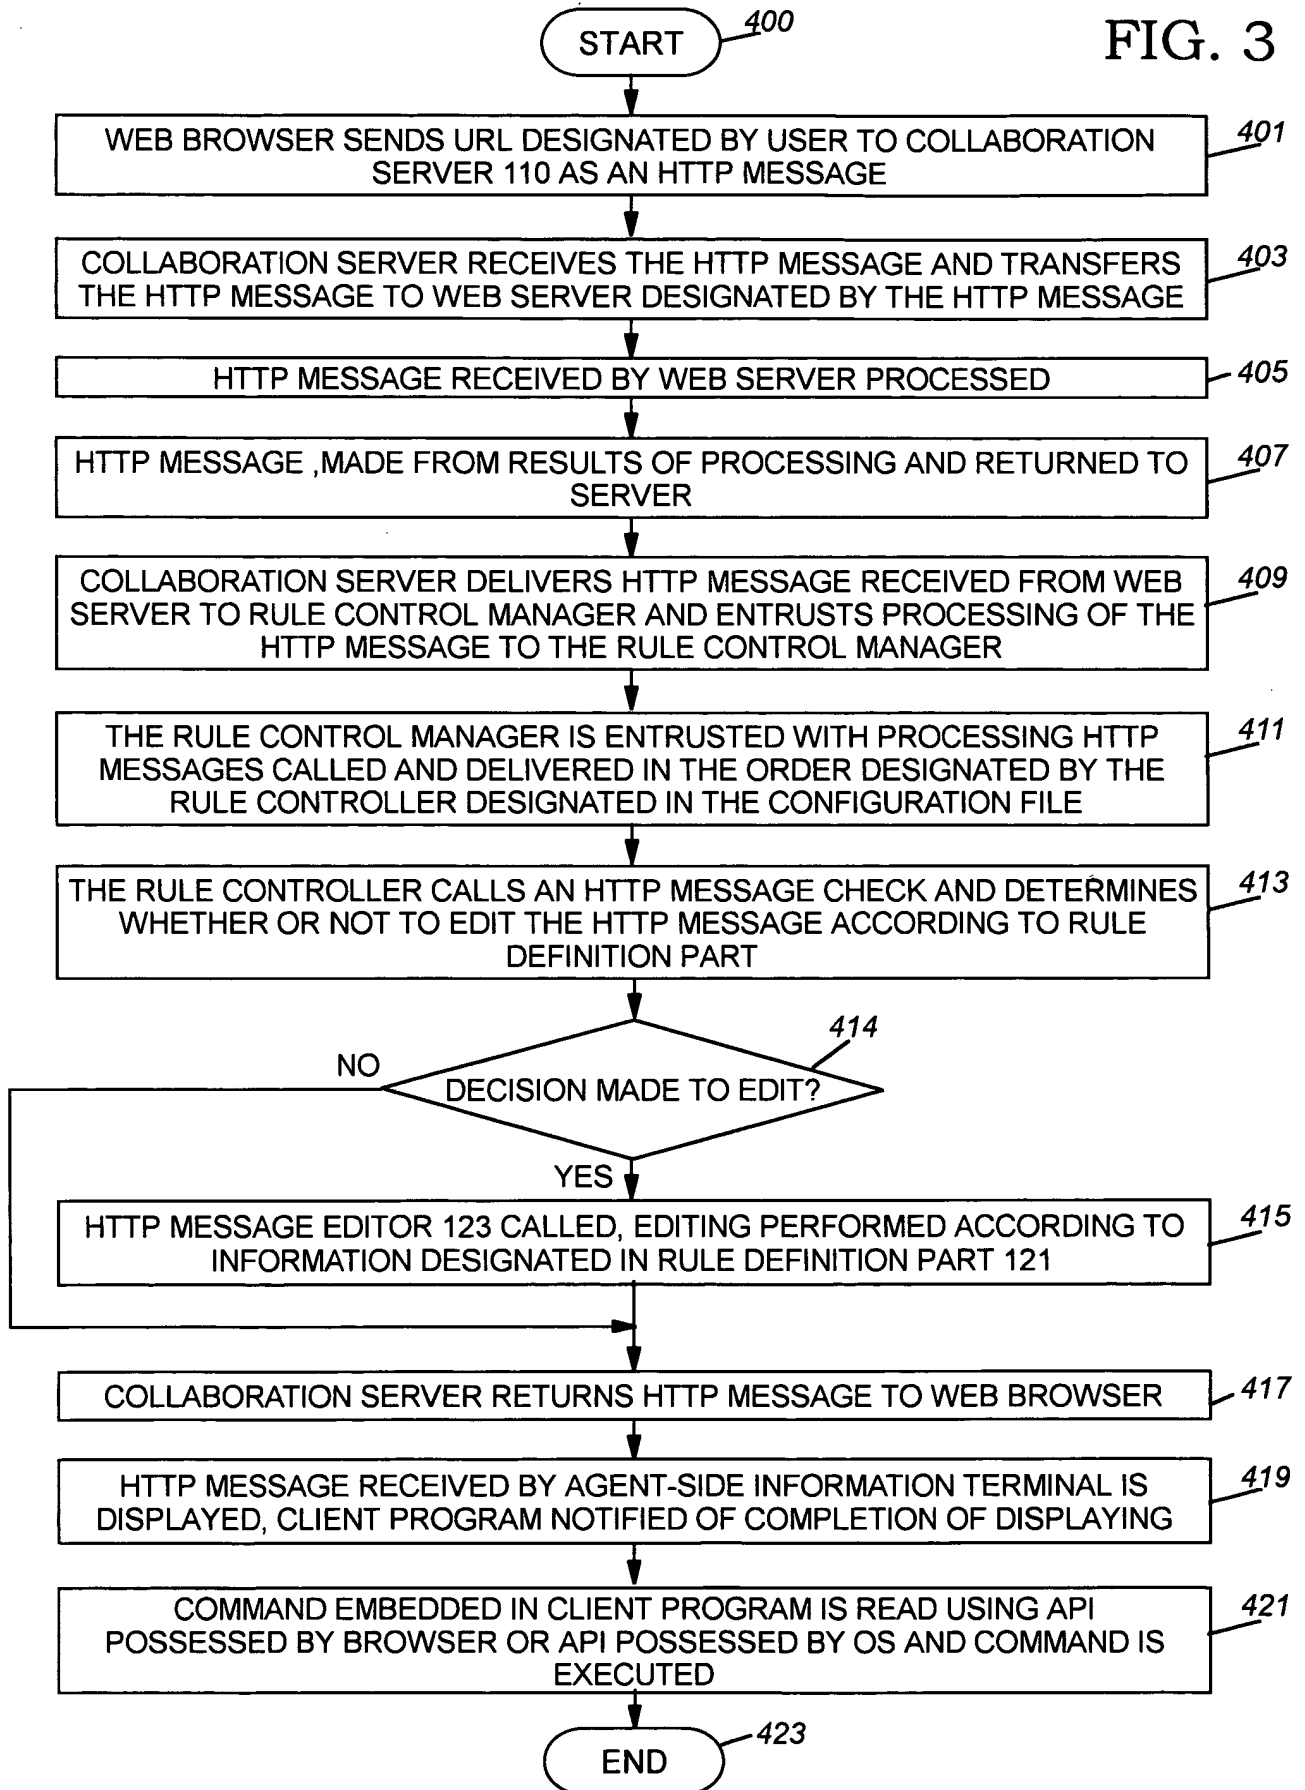 START
400
FIG. 3
WEB BROWSER SENDS URL DESIGNATED BY USER TO COLLABORATION
SERVER 110 AS AN HTTP MESSAGE
401
COLLABORATION SERVER RECEIVES THE HTTP MESSAGE AND TRANSFERS
THE HTTP MESSAGE TO WEB SERVER DESIGNATED BY THE HTTP MESSAGE
403
HTTP MESSAGE RECEIVED BY WEB SERVER PROCESSED
405
HTTP MESSAGE ,MADE FROM RESULTS OF PROCESSING AND RETURNED TO
SERVER
407
COLLABORATION SERVER DELIVERS HTTP MESSAGE RECEIVED FROM WEB
SERVER TO RULE CONTROL MANAGER AND ENTRUSTS PROCESSING OF THE
HTTP MESSAGE TO THE RULE CONTROL MANAGER
409
THE RULE CONTROL MANAGER IS ENTRUSTED WITH PROCESSING HTTP
MESSAGES CALLED AND DELIVERED IN THE ORDER DESIGNATED BY THE
RULE CONTROLLER DESIGNATED IN THE CONFIGURATION FILE
411
THE RULE CONTROLLER CALLS AN HTTP MESSAGE CHECK AND DETERMINES
WHETHER OR NOT TO EDIT THE HTTP MESSAGE ACCORDING TO RULE
DEFINITION PART
413
414
NO
DECISION MADE TO EDIT?
YES
HTTP MESSAGE EDITOR 123 CALLED, EDITING PERFORMED ACCORDING TO
INFORMATION DESIGNATED IN RULE DEFINITION PART 121
415
COLLABORATION SERVER RETURNS HTTP MESSAGE TO WEB BROWSER
417
HTTP MESSAGE RECEIVED BY AGENT-SIDE INFORMATION TERMINAL IS
DISPLAYED, CLIENT PROGRAM NOTIFIED OF COMPLETION OF DISPLAYING
419
COMMAND EMBEDDED IN CLIENT PROGRAM IS READ USING API
POSSESSED BY BROWSER OR API POSSESSED BY OS AND COMMAND IS
EXECUTED
421
423
END